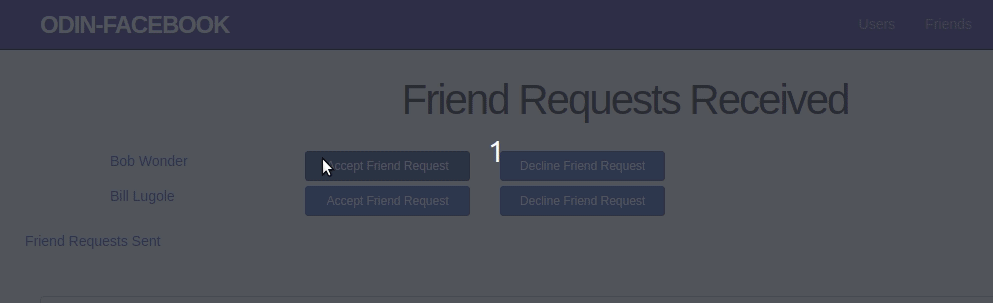 ODIN-FACEBOOK Users Friends
Friend Requests Received
1
Bob Wonder Accept Friend Request Decline Friend Request
Bill Lugole Accept Friend Request Decline Friend Request
Friend Requests Sent